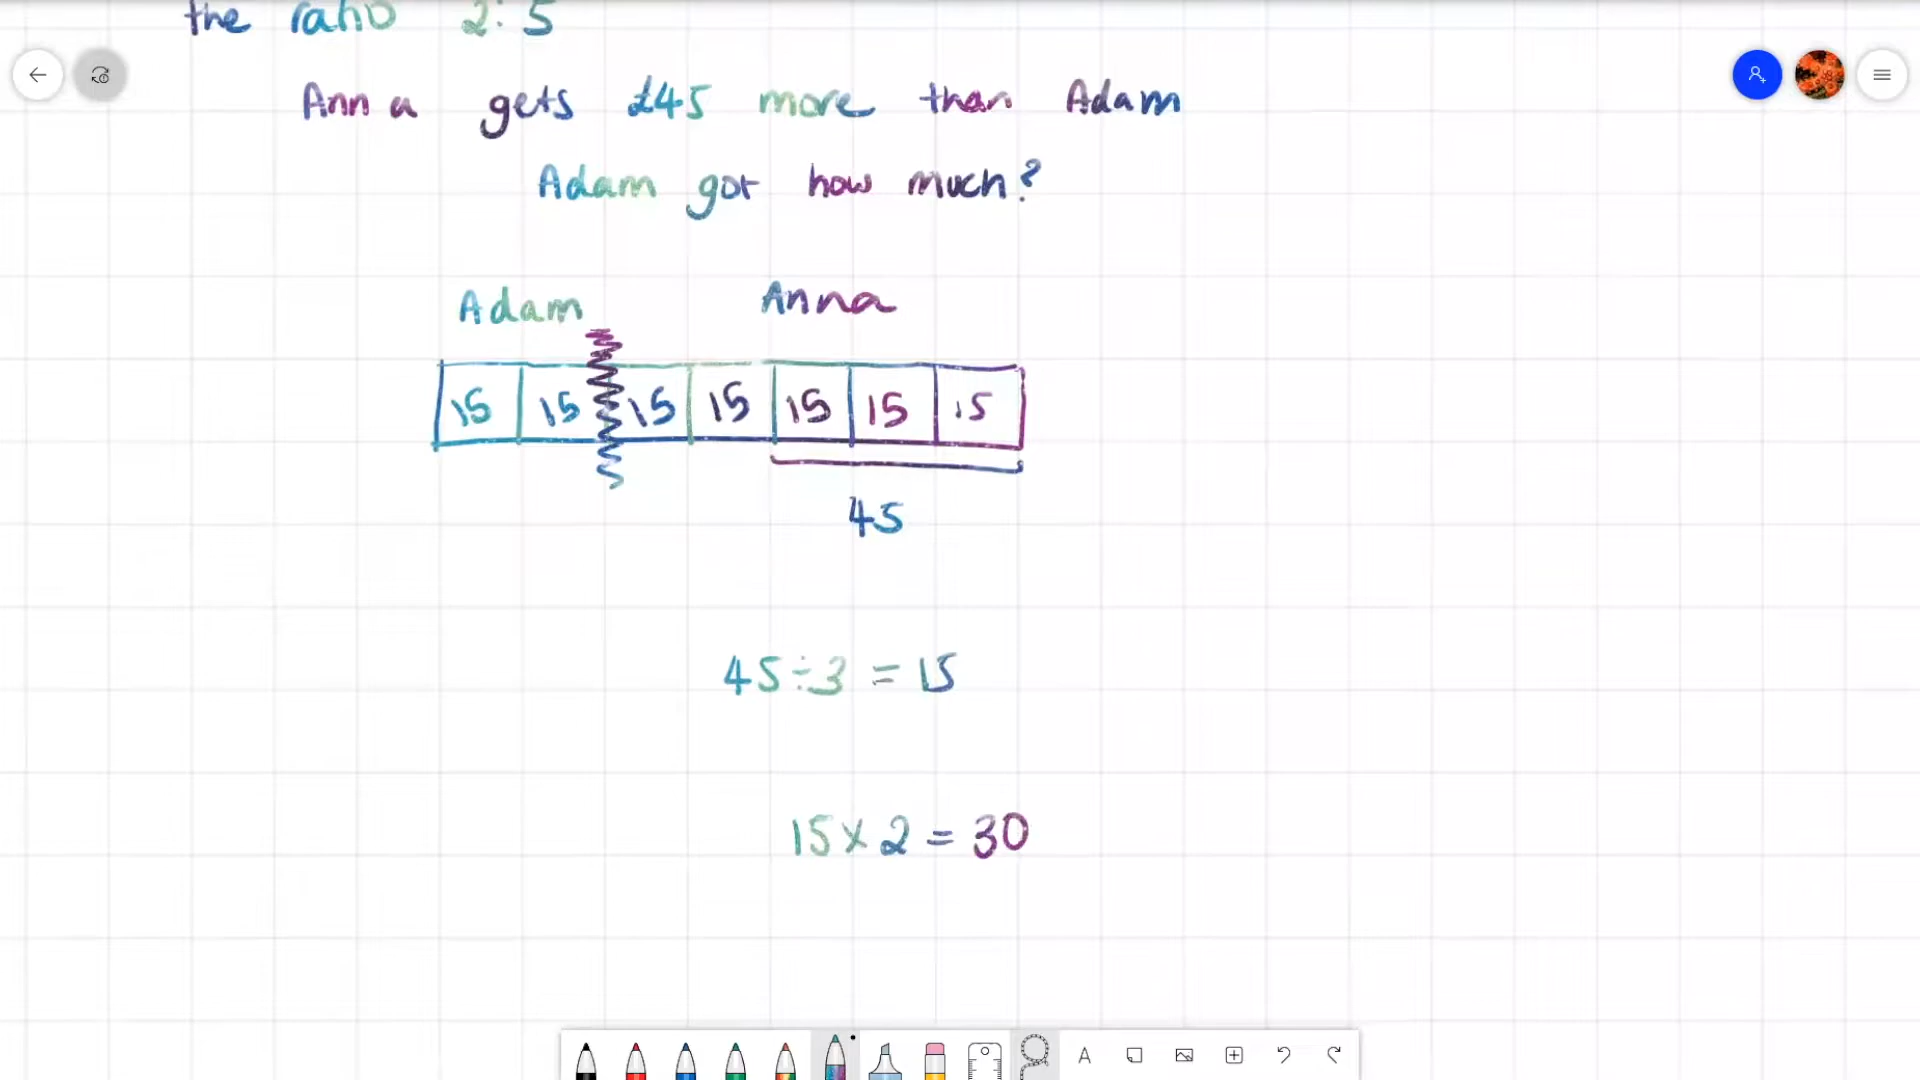 the ratio 2:5
Anna gets £45 more than Adam
Adam got how much?
Adam Anna
15 15 15 15 15 15 15
45
45÷3 = 15
15×2 = 30
A